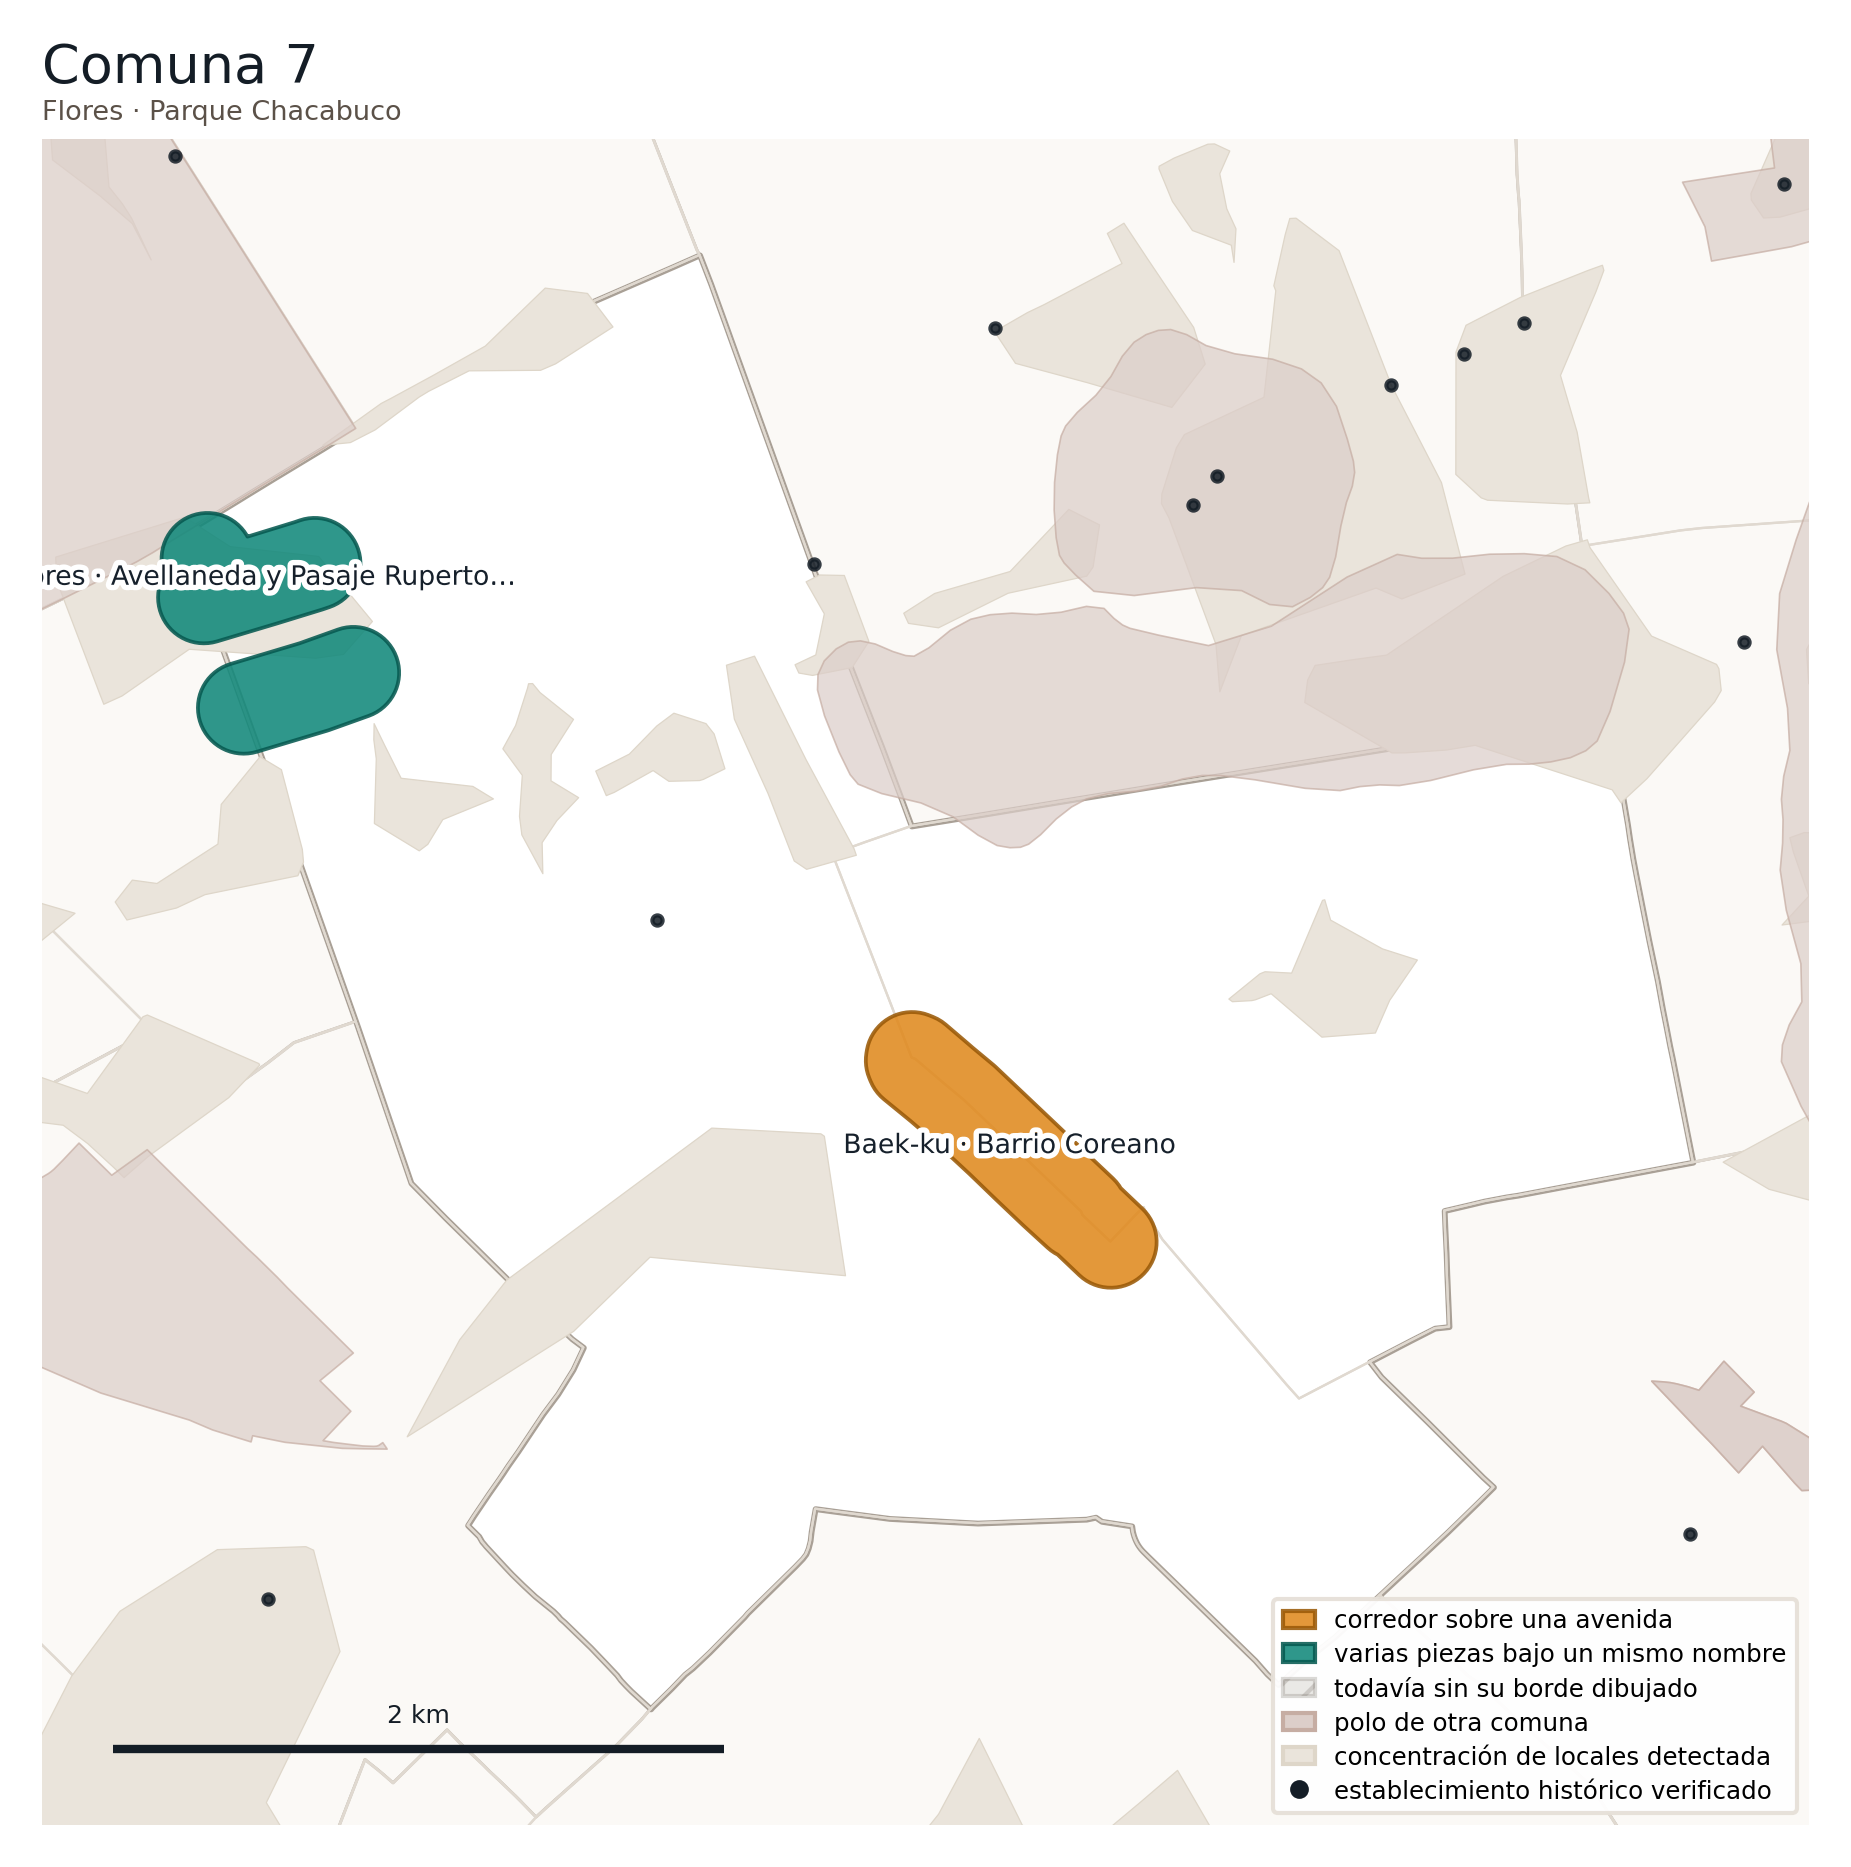 Comuna 7
Flores · Parque Chacabuco
ores · Avellaneda y Pasaje Ruperto…
Baek-ku · Barrio Coreano
corredor sobre una avenida
varias piezas bajo un mismo nombre
todavía sin su borde dibujado
polo de otra comuna
concentración de locales detectada
establecimiento histórico verificado
2 km